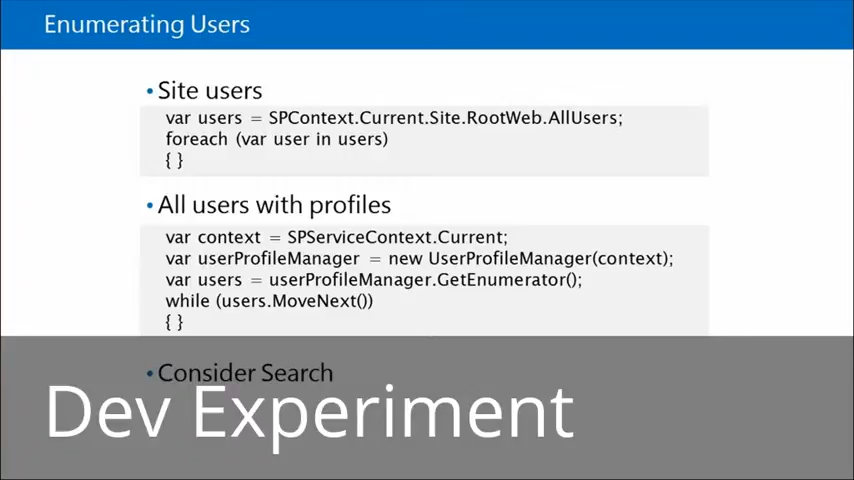 Enumerating Users
• Site users
var users = SPContext.Current.Site.RootWeb.AllUsers;
foreach (var user in users)
{ }
• All users with profiles
var context = SPServiceContext.Current;
var userProfileManager = new UserProfileManager(context);
var users = userProfileManager.GetEnumerator();
while (users.MoveNext())
{ }
• Consider Search
Dev Experiment